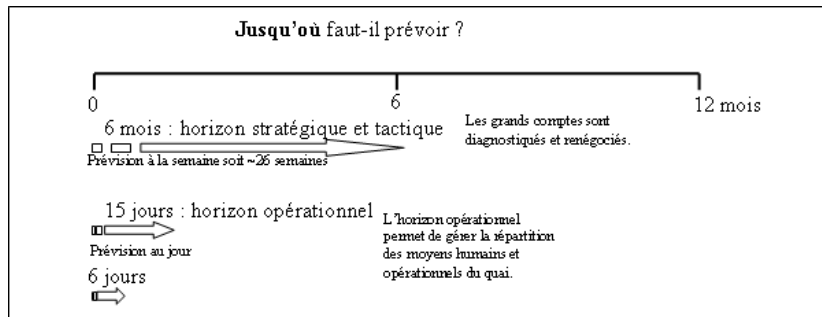 Jusqu'où faut-il prévoir ?
0
6
12 mois
6 mois : horizon stratégique et tactique
Prévision à la semaine soit ~26 semaines
Les grands comptes sont
diagnostiqués et renégociés.
15 jours : horizon opérationnel
Prévision au jour
L'horizon opérationnel
permet de gérer la répartition
des moyens humains et
opérationnels du quai.
6 jours